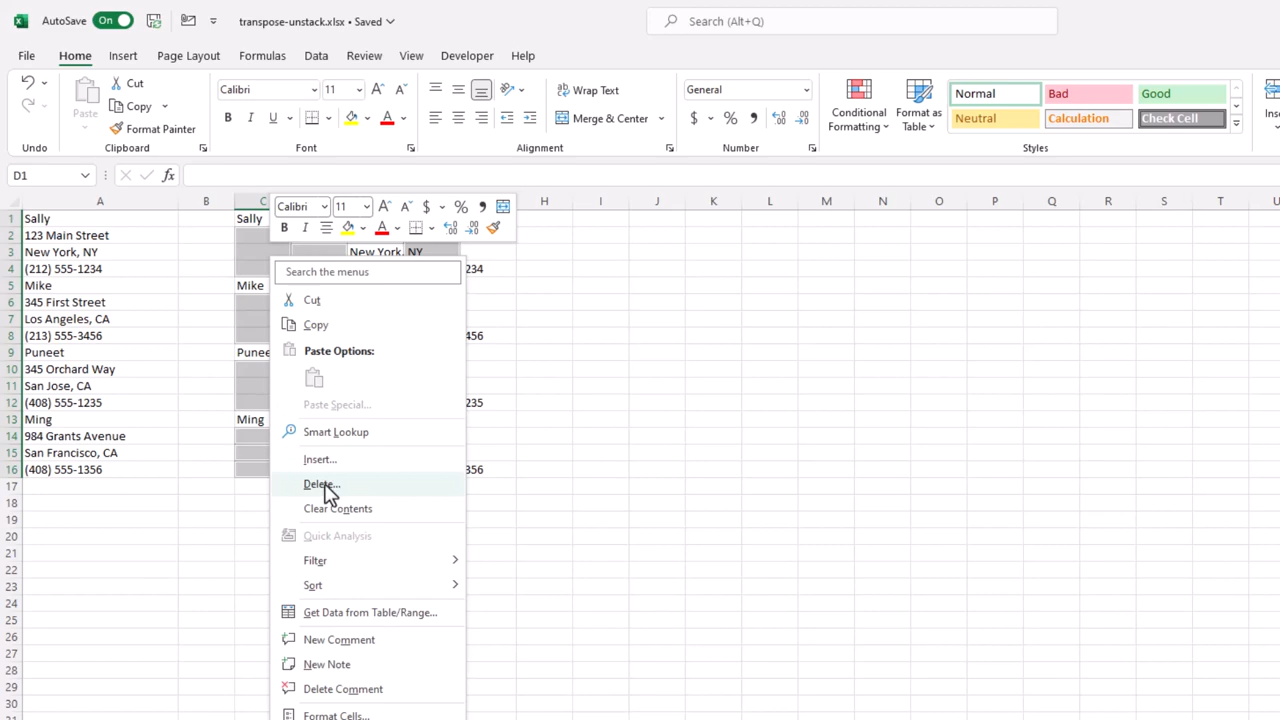 AutoSave On transpose-unstack.xlsx • Saved Search (Alt+Q)
File Home Insert Page Layout Formulas Data Review View Developer Help
Cut Calibri 11 Wrap Text General Normal Bad Good
Paste Copy Conditional Formatting Format as Table
Format Painter B I U Merge & Center $ % Neutral Calculation Check Cell
Undo Clipboard Font Alignment Number Styles
D1 fx
A B C H I J K L M N O P Q R S T U
Calibri 11 $ %
B I A
1 Sally Sally
2 123 Main Street
3 New York, NY New York, NY
4 (212) 555-1234 234
5 Mike Mike
6 345 First Street
7 Los Angeles, CA
8 (213) 555-3456 456
9 Puneet Punee
10 345 Orchard Way
11 San Jose, CA
12 (408) 555-1235 235
13 Ming Ming
14 984 Grants Avenue
15 San Francisco, CA
16 (408) 555-1356 356
17
18
19
20
21
22
23
24
25
26
27
28
29
30
Search the menus
Cut
Copy
Paste Options:
Paste Special...
Smart Lookup
Insert...
Delete...
Clear Contents
Quick Analysis
Filter
Sort
Get Data from Table/Range...
New Comment
New Note
Delete Comment
Format Cells...